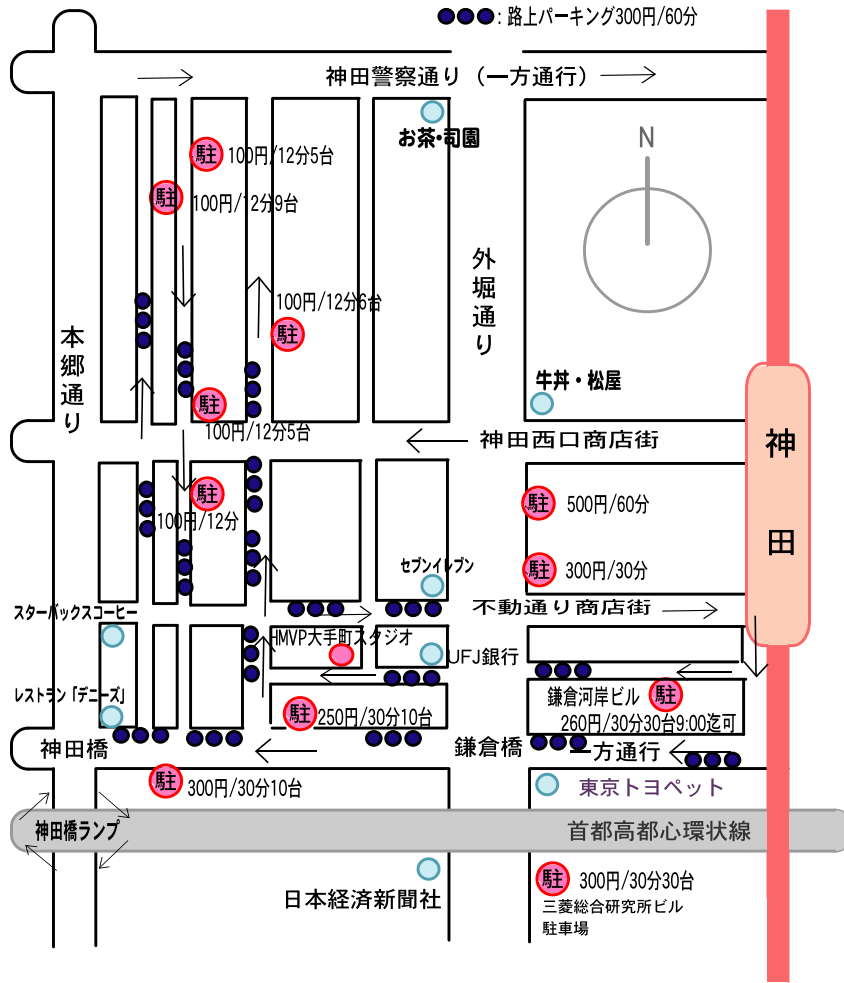 : 路上パーキング300円/60分
神田警察通り（一方通行）
お茶・司園
N
駐 100円/12分5台
駐 100円/12分9台
外堀通り
本郷通り
100円/12分6台
駐
牛丼・松屋
駐
100円/12分5台
神田西口商店街
神田
駐
100円/12分
駐 500円/60分
駐 300円/30分
セブンイレブン
不動通り商店街
スターバックスコーヒー
HMVP大手町スタジオ
UFJ銀行
レストラン「デニーズ」
駐 250円/30分10台
鎌倉河岸ビル 駐
260円/30分30台9:00迄可
神田橋
鎌倉橋
一方通行
駐 300円/30分10台
東京トヨペット
神田橋ランプ
首都高都心環状線
日本経済新聞社
駐 300円/30分30台
三菱総合研究所ビル
駐車場